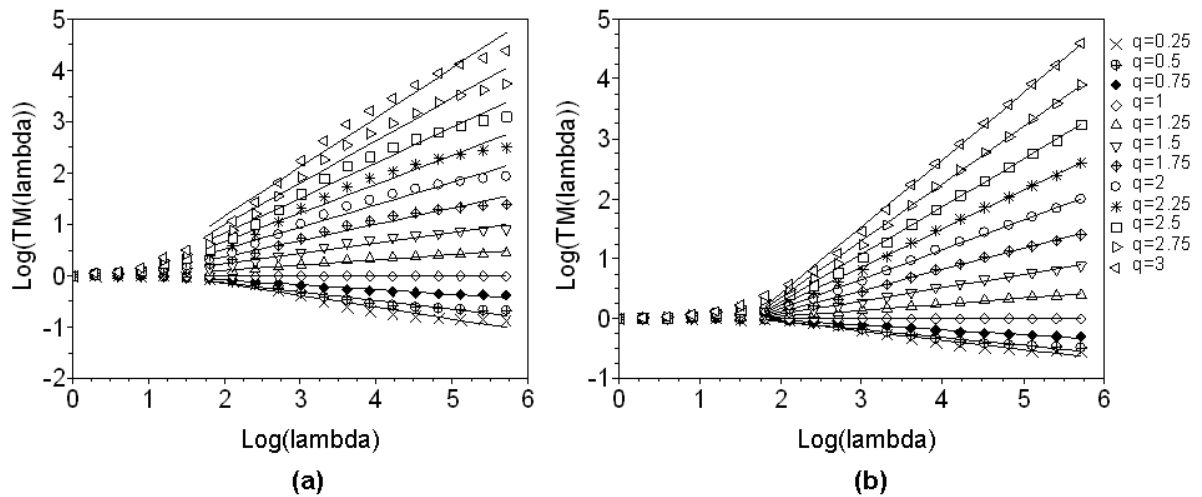 5
4
3
2
1
0
-1
-2
Log(TM(lambda))
0 1 2 3 4 5 6
Log(lambda)
(a)
5
4
3
2
1
0
-1
Log(TM(lambda))
0 1 2 3 4 5 6
Log(lambda)
(b)
q=0.25
q=0.5
q=0.75
q=1
q=1.25
q=1.5
q=1.75
q=2
q=2.25
q=2.5
q=2.75
q=3